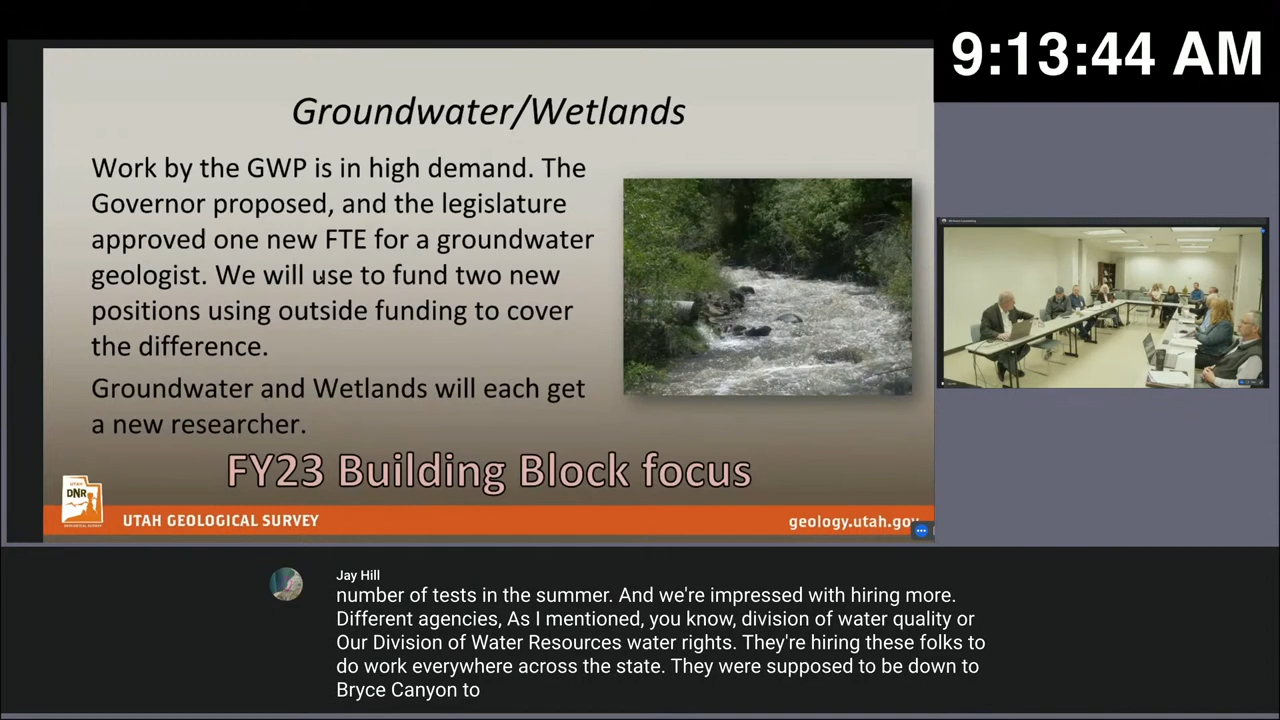 9:13:44 AM
Groundwater/Wetlands
Work by the GWP is in high demand. The
Governor proposed, and the legislature
approved one new FTE for a groundwater
geologist. We will use to fund two new
positions using outside funding to cover
the difference.
Groundwater and Wetlands will each get
a new researcher.
FY23 Building Block focus
UTAH
DNR
UTAH GEOLOGICAL SURVEY
geology.utah.gov
Jay Hill
number of tests in the summer. And we're impressed with hiring more.
Different agencies, As I mentioned, you know, division of water quality or
Our Division of Water Resources water rights. They're hiring these folks to
do work everywhere across the state. They were supposed to be down to
Bryce Canyon to